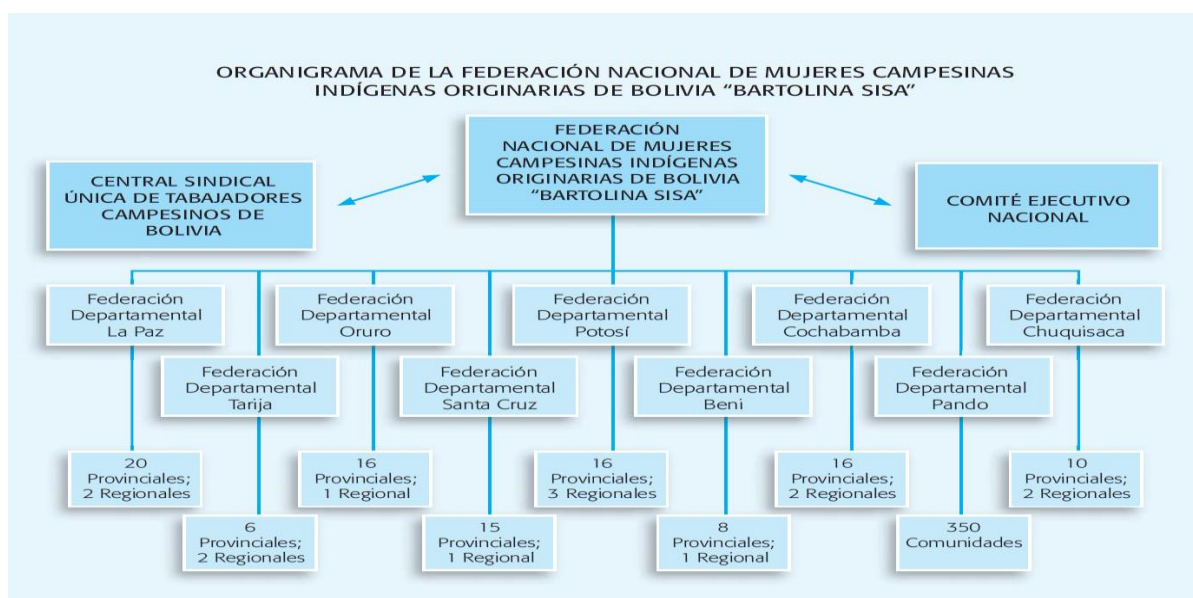 ORGANIGRAMA DE LA FEDERACIÓN NACIONAL DE MUJERES CAMPESINAS
INDÍGENAS ORIGINARIAS DE BOLIVIA “BARTOLINA SISA”
FEDERACIÓN
NACIONAL DE MUJERES
CAMPESINAS INDÍGENAS
ORIGINARIAS DE BOLIVIA
“BARTOLINA SISA”
CENTRAL SINDICAL
ÚNICA DE TABAJADORES
CAMPESINOS DE
BOLIVIA
COMITÉ EJECUTIVO
NACIONAL
Federación
Departamental
La Paz
Federación
Departamental
Oruro
Federación
Departamental
Potosí
Federación
Departamental
Cochabamba
Federación
Departamental
Chuquisaca
Federación
Departamental
Tarija
Federación
Departamental
Santa Cruz
Federación
Departamental
Beni
Federación
Departamental
Pando
20
Provinciales;
2 Regionales
16
Provinciales;
1 Regional
16
Provinciales;
3 Regionales
16
Provinciales;
2 Regionales
10
Provinciales;
2 Regionales
6
Provinciales;
2 Regionales
15
Provinciales;
1 Regional
8
Provinciales;
1 Regional
350
Comunidades